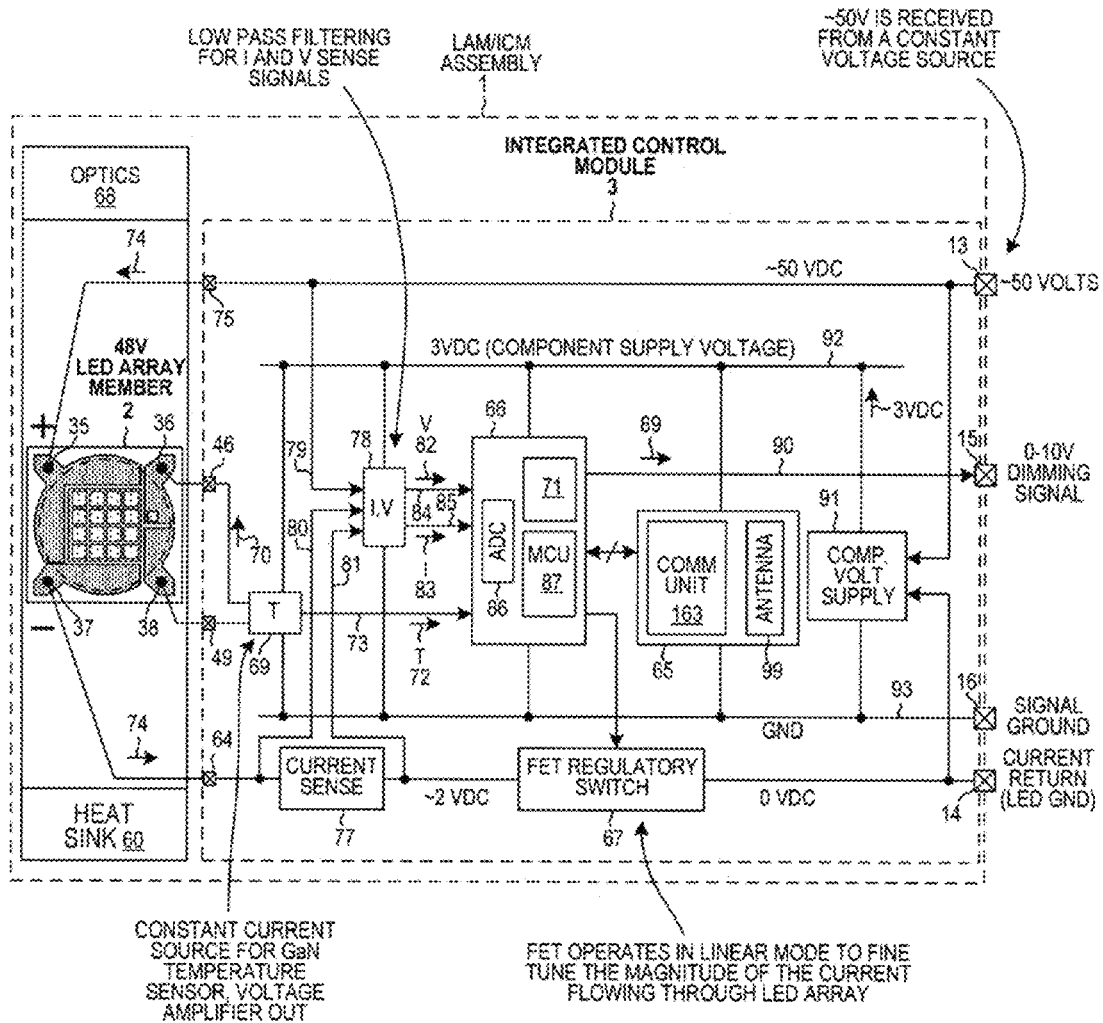 LOW PASS FILTERING
FOR I AND V SENSE
SIGNALS
LAM/ICM
ASSEMBLY
1
~50V IS RECEIVED
FROM A CONSTANT
VOLTAGE SOURCE
INTEGRATED CONTROL
MODULE
3
OPTICS
68
74
75
~50 VDC
13
~50 VOLTS
48V
LED ARRAY
MEMBER
2
3VDC (COMPONENT SUPPLY VOLTAGE)
92
3VDC
+
35
36
46
70
79
80
81
78
I.V
V
82
84
85
I
83
66
71
ADC
86
MCU
87
69
90
15
0-10V
DIMMING
SIGNAL
COMM
UNIT
163
ANTENNA
65
99
91
COMP.
VOLT
SUPPLY
–
37
38
49
T
69
73
T
72
GND
93
16
SIGNAL
GROUND
74
64
CURRENT
SENSE
77
~2 VDC
FET REGULATORY
SWITCH
67
0 VDC
14
CURRENT
RETURN
(LED GND)
HEAT
SINK 60
CONSTANT CURRENT
SOURCE FOR GaN
TEMPERATURE
SENSOR, VOLTAGE
AMPLIFIER OUT
FET OPERATES IN LINEAR MODE TO FINE
TUNE THE MAGNITUDE OF THE CURRENT
FLOWING THROUGH LED ARRAY